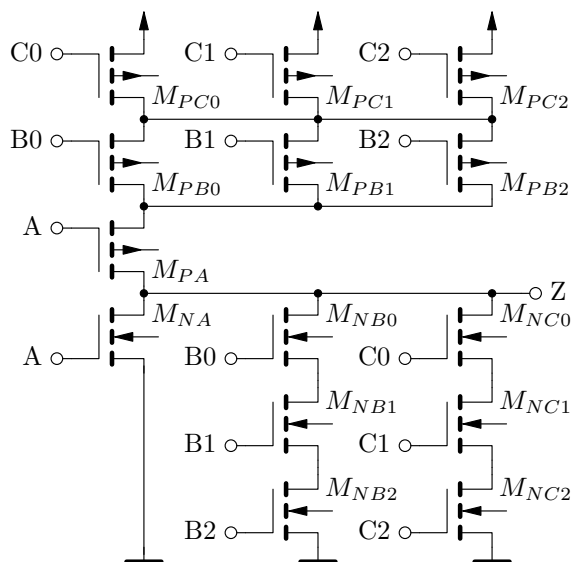 C0 C1 C2
M_{PC0} M_{PC1} M_{PC2}
B0 B1 B2
M_{PB0} M_{PB1} M_{PB2}
A
M_{PA}
Z
M_{NA} M_{NB0} M_{NC0}
A B0 C0
M_{NB1} M_{NC1}
B1 C1
M_{NB2} M_{NC2}
B2 C2